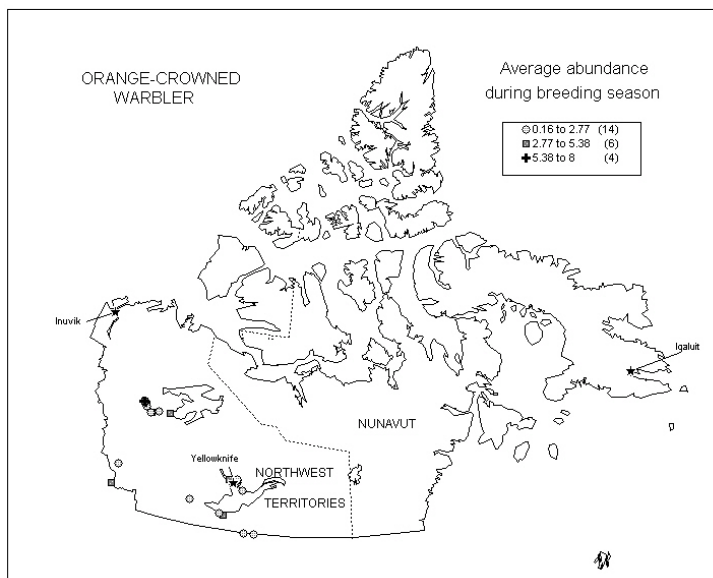 ORANGE-CROWNED
WARBLER
Average abundance
during breeding season
0.16 to 2.77 (14)
2.77 to 5.38 (6)
5.38 to 8 (4)
Inuvik
Iqaluit
NUNAVUT
Yellowknife
NORTHWEST
TERRITORIES